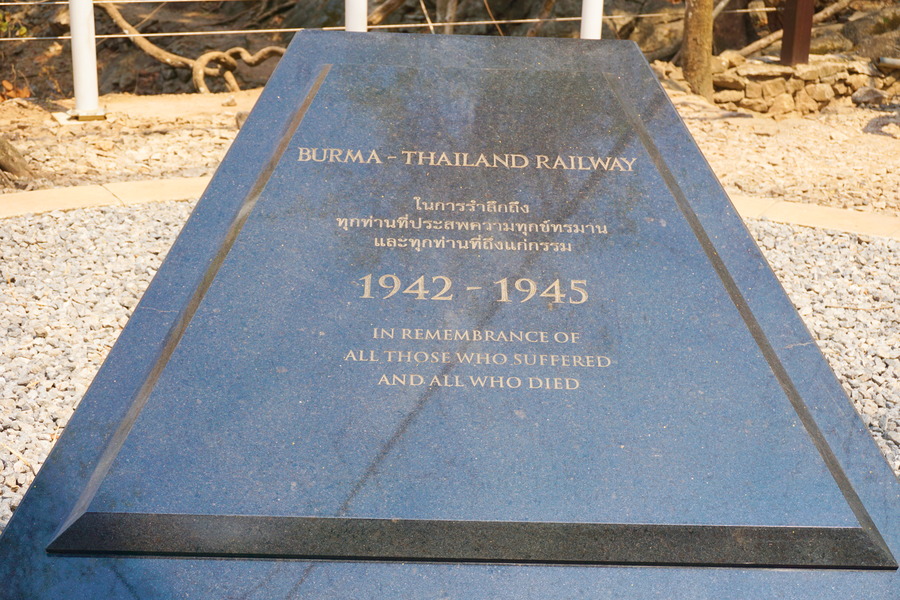 BURMA - THAILAND RAILWAY
ในการรำลึกถึง
ทุกท่านที่ประสพความทุกข์ทรมาน
และทุกท่านที่ถึงแก่กรรม
1942 - 1945
IN REMEMBRANCE OF
ALL THOSE WHO SUFFERED
AND ALL WHO DIED